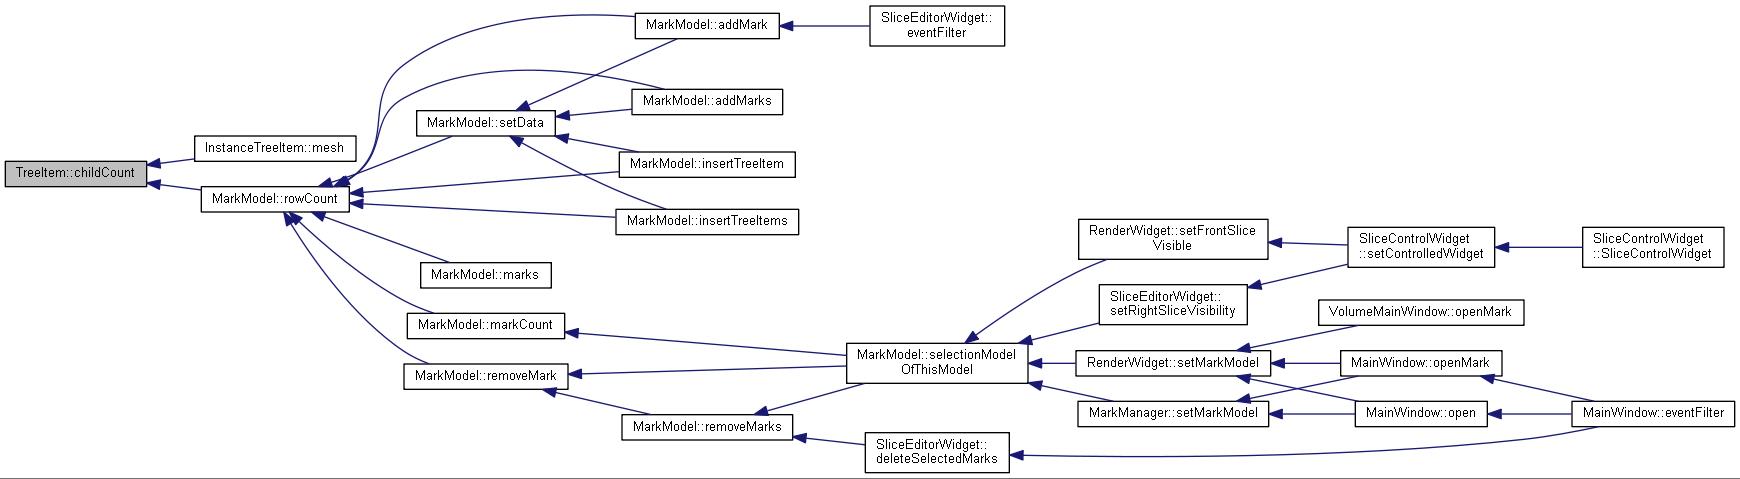 TreeItem::childCount
InstanceTreeItem::mesh
MarkModel::rowCount
MarkModel::addMark
SliceEditorWidget::
eventFilter
MarkModel::addMarks
MarkModel::setData
MarkModel::insertTreeItem
MarkModel::insertTreeItems
MarkModel::marks
MarkModel::markCount
MarkModel::removeMark
MarkModel::removeMarks
MarkModel::selectionModel
OfThisModel
SliceEditorWidget::
deleteSelectedMarks
RenderWidget::setFrontSlice
Visible
SliceEditorWidget::
setRightSliceVisibility
RenderWidget::setMarkModel
MarkManager::setMarkModel
SliceControlWidget
::setControlledWidget
SliceControlWidget
::SliceControlWidget
VolumeMainWindow::openMark
MainWindow::openMark
MainWindow::open
MainWindow::eventFilter